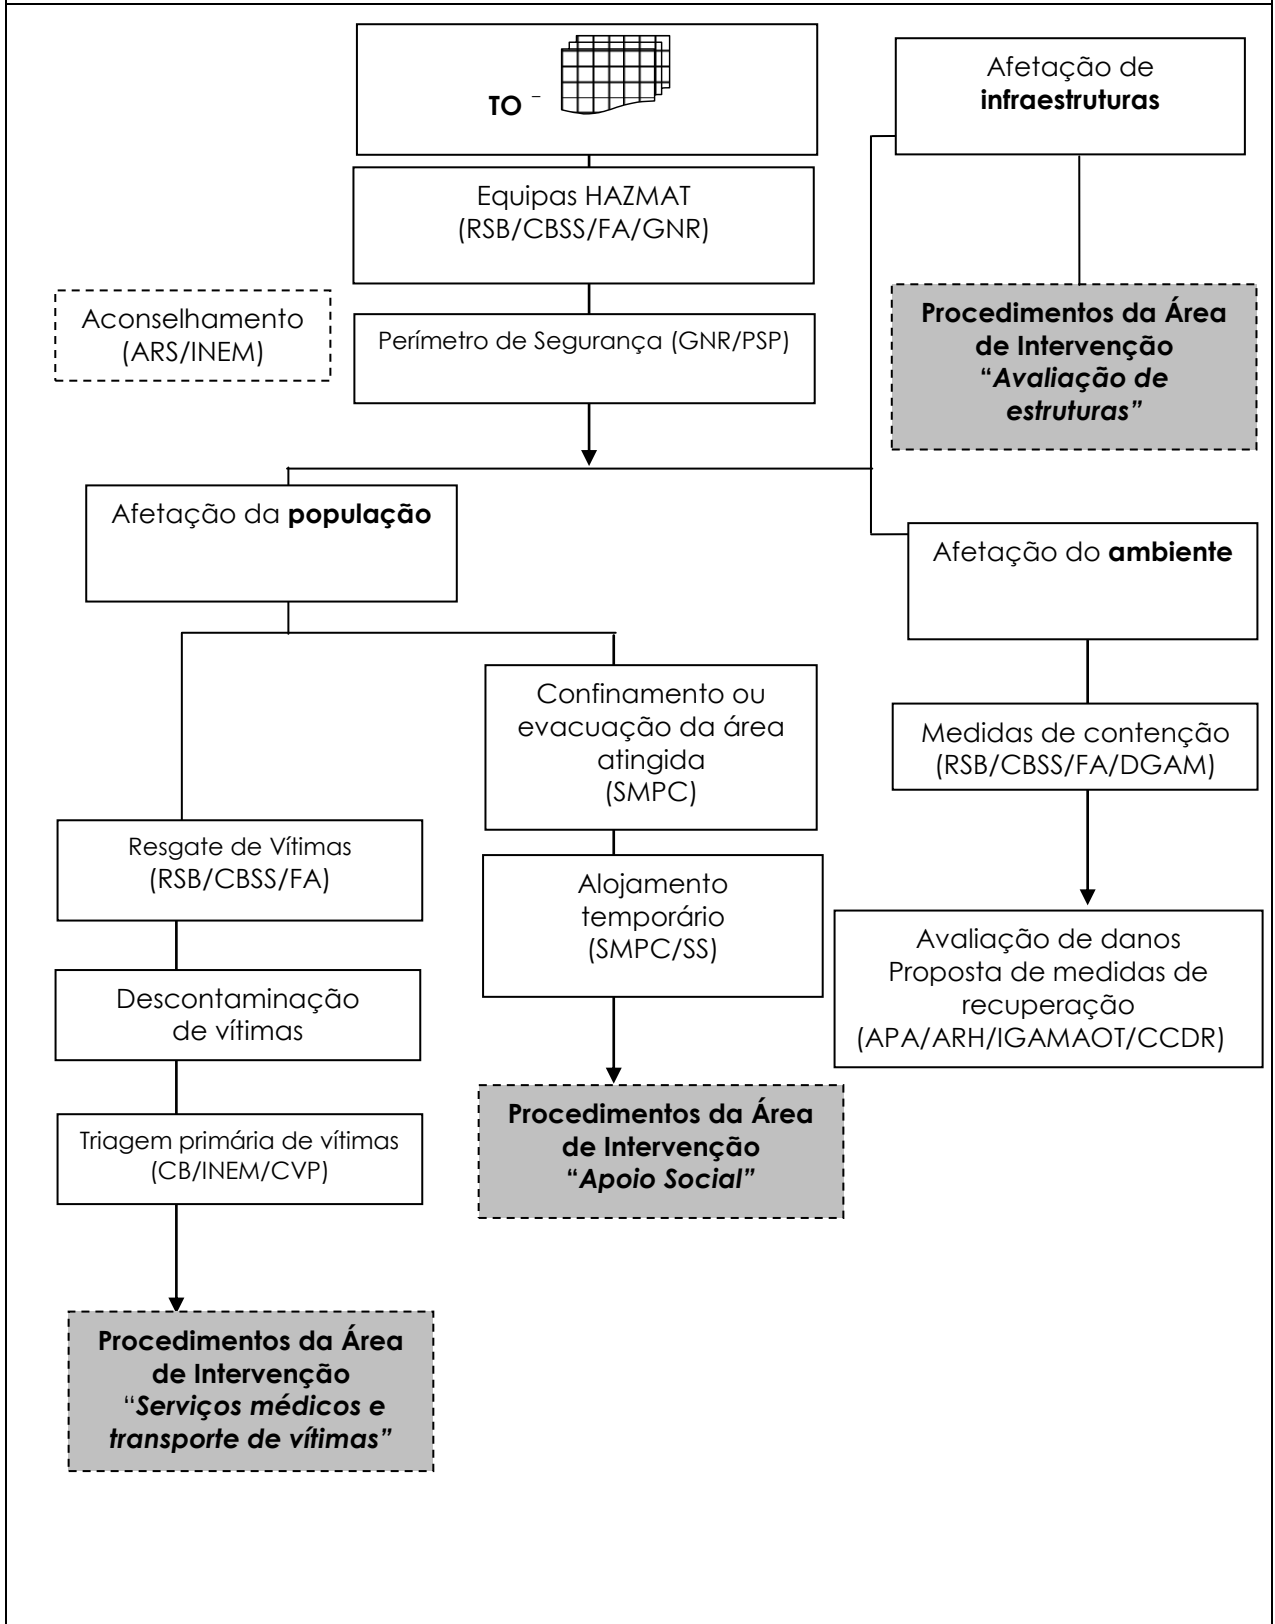 TO –
Afetação de
infraestruturas
Equipas HAZMAT
(RSB/CBSS/FA/GNR)
Aconselhamento
(ARS/INEM)
Perímetro de Segurança (GNR/PSP)
Procedimentos da Área
de Intervenção
“Avaliação de
estruturas”
Afetação da população
Afetação do ambiente
Confinamento ou
evacuação da área
atingida
(SMPC)
Medidas de contenção
(RSB/CBSS/FA/DGAM)
Resgate de Vítimas
(RSB/CBSS/FA)
Alojamento
temporário
(SMPC/SS)
Avaliação de danos
Proposta de medidas de
recuperação
(APA/ARH/IGAMAOT/CCDR)
Descontaminação
de vítimas
Procedimentos da Área
de Intervenção
“Apoio Social”
Triagem primária de vítimas
(CB/INEM/CVP)
Procedimentos da Área
de Intervenção
“Serviços médicos e
transporte de vítimas”